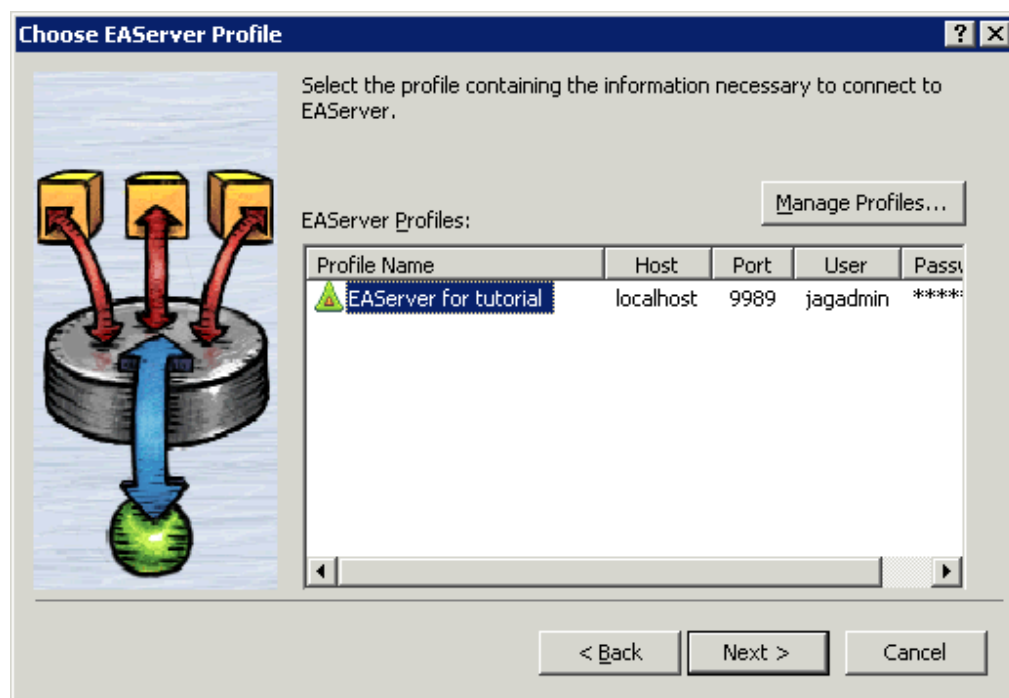 Choose EAServer Profile
Select the profile containing the information necessary to connect to
EAServer.
Manage Profiles...
EAServer Profiles:
Profile Name Host Port User Passw
EAServer for tutorial localhost 9989 jagadmin *****
< Back Next > Cancel